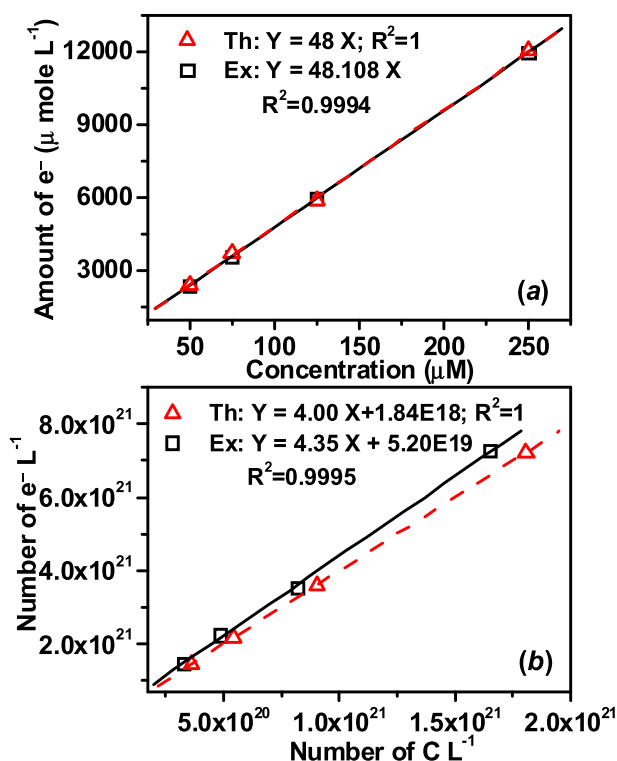 Th: Y = 48 X; R²=1
Ex: Y = 48.108 X
R²=0.9994
12000
9000
6000
3000
Amount of e⁻ (μ mole L⁻¹)
(a)
50 100 150 200 250
Concentration (μM)
Th: Y = 4.00 X+1.84E18; R²=1
Ex: Y = 4.35 X + 5.20E19
R²=0.9995
8.0x10²¹
6.0x10²¹
4.0x10²¹
2.0x10²¹
Number of e⁻ L⁻¹
(b)
5.0x10²⁰ 1.0x10²¹ 1.5x10²¹ 2.0x10²¹
Number of C L⁻¹